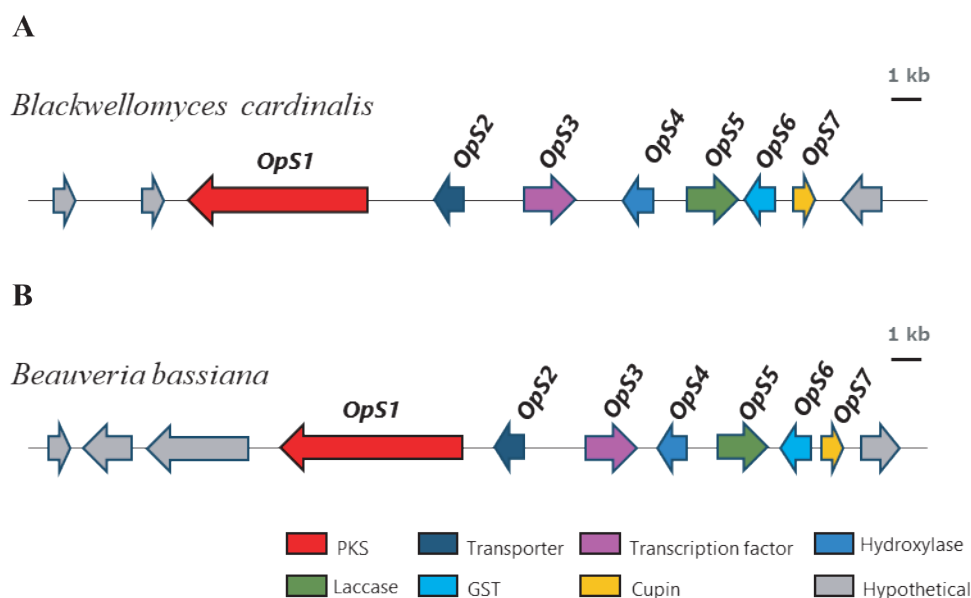 A
1 kb
Blackwellomyces cardinalis
OpS1 OpS2 OpS3 OpS4 OpS5 OpS6 OpS7
B
1 kb
Beauveria bassiana
OpS1 OpS2 OpS3 OpS4 OpS5 OpS6 OpS7
PKS Transporter Transcription factor Hydroxylase
Laccase GST Cupin Hypothetical